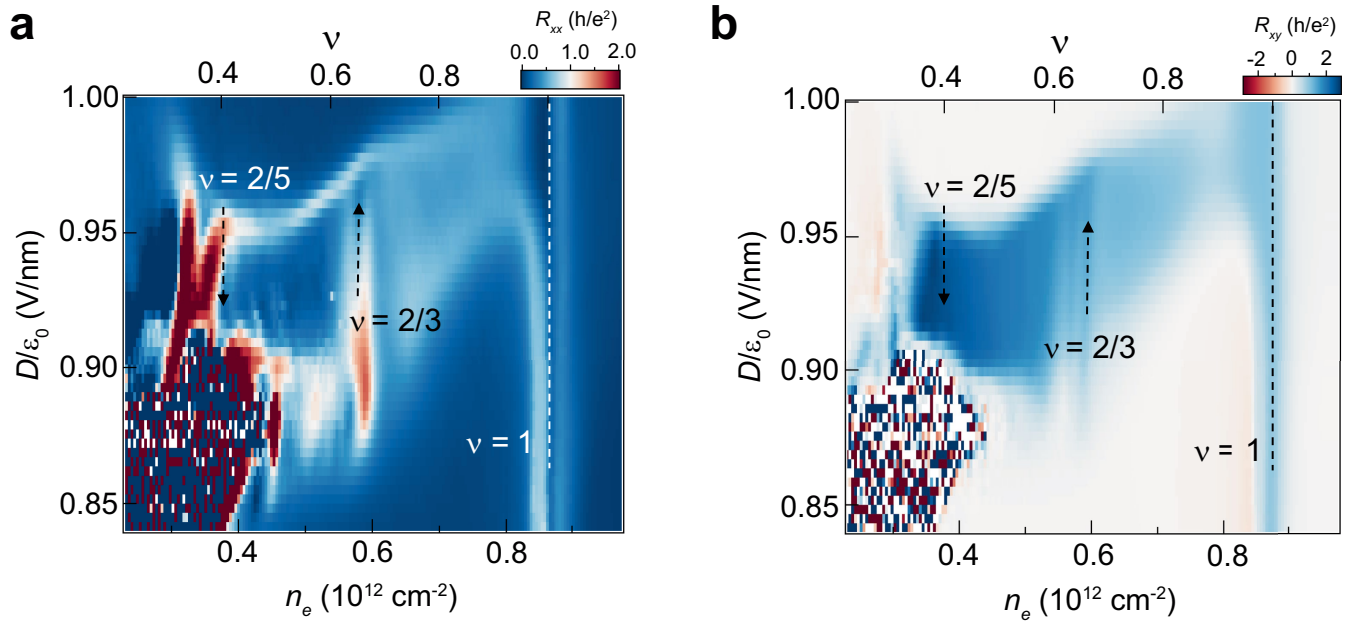 a
ν
R_xx (h/e²)
0.0 1.0 2.0
0.4 0.6 0.8
1.00
0.95
0.90
0.85
D/ε₀ (V/nm)
ν = 2/5
ν = 2/3
ν = 1
0.4 0.6 0.8
n_e (10¹² cm⁻²)
b
ν
R_xy (h/e²)
-2 0 2
0.4 0.6 0.8
1.00
0.95
0.90
0.85
D/ε₀ (V/nm)
ν = 2/5
ν = 2/3
ν = 1
0.4 0.6 0.8
n_e (10¹² cm⁻²)